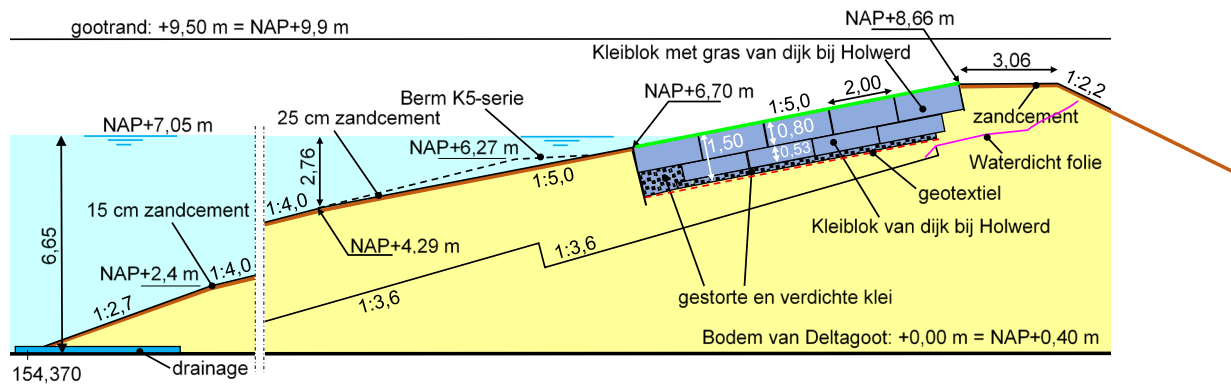 gootrand: +9,50 m = NAP+9,9 m
NAP+8,66 m
Kleiblok met gras van dijk bij Holwerd
3,06
1:2,2
NAP+6,70 m
2,00
1:5,0
Berm K5-serie
zandcement
25 cm zandcement
NAP+7,05 m
0,80
1,50
NAP+6,27 m
0,53
2,76
Waterdicht folie
1:5,0
geotextiel
1:4,0
15 cm zandcement
Kleiblok van dijk bij Holwerd
NAP+4.29 m
6,65
1:3,6
NAP+2,4 m
1:4,0
1:2,7
1:3,6
gestorte en verdichte klei
Bodem van Deltagoot: +0,00 m = NAP+0,40 m
drainage
154,370